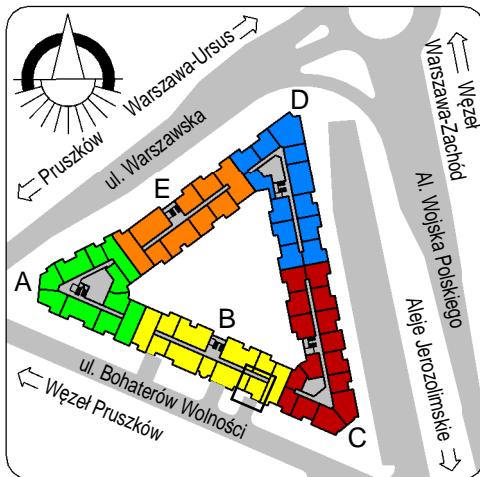 Warszawa-Ursus
Pruszków
ul. Warszawska
Węzeł
Warszawa-Zachód
Al. Wojska Polskiego
Aleje Jerozolimskie
D
E
A
B
C
ul. Bohaterów Wolności
Węzeł Pruszków